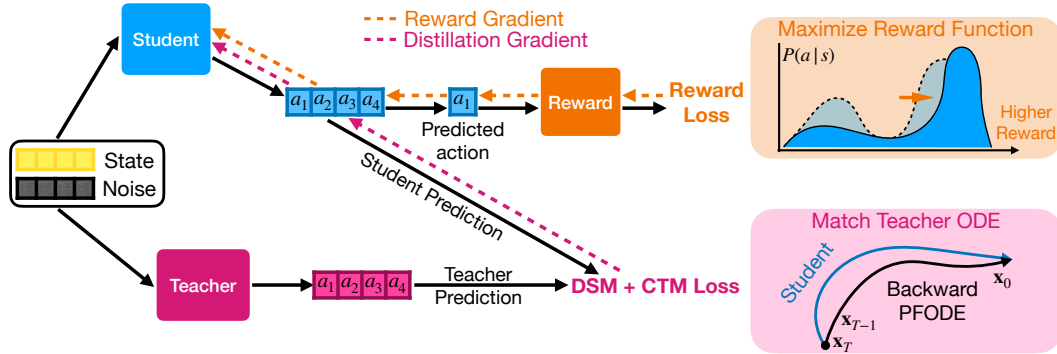 Reward Gradient
Distillation Gradient
Student
a₁ a₂ a₃ a₄
a₁
Predicted
action
Reward
Reward
Loss
State
Noise
Student Prediction
Teacher
a₁ a₂ a₃ a₄
Teacher
Prediction
DSM + CTM Loss
Maximize Reward Function
P(a|s)
Higher
Reward
Match Teacher ODE
Student
Backward
PFODE
x₀
x_{T−1}
x_T